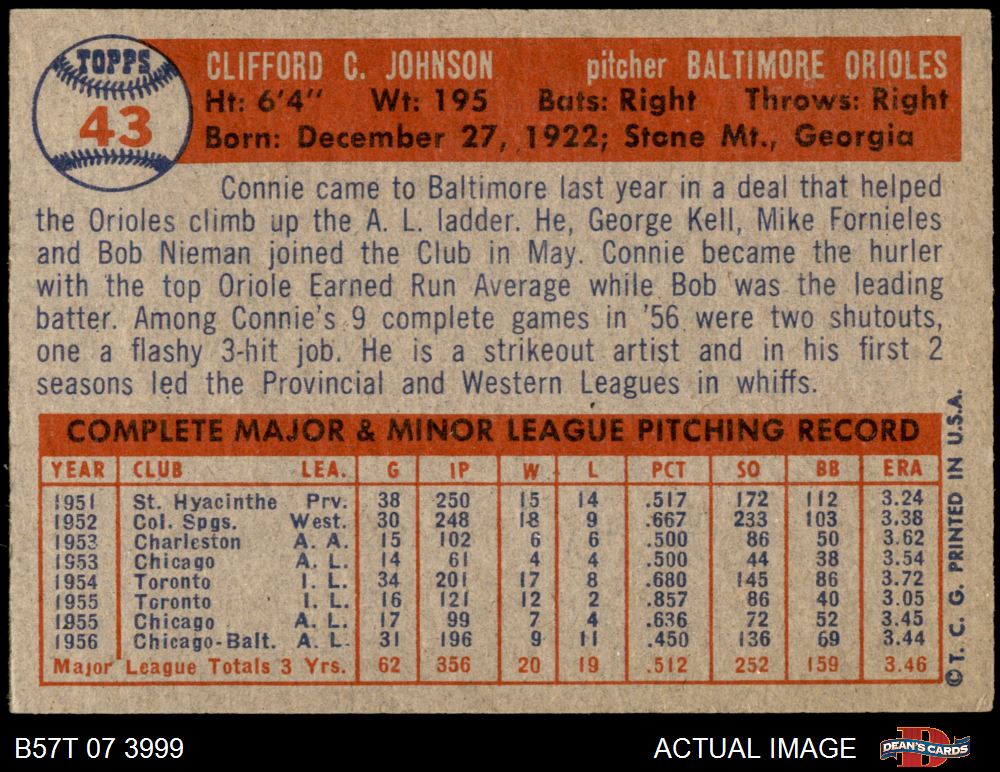 TOPPS
43
CLIFFORD C. JOHNSON pitcher BALTIMORE ORIOLES
Ht: 6'4" Wt: 195 Bats: Right Throws: Right
Born: December 27, 1922; Stone Mt., Georgia
Connie came to Baltimore last year in a deal that helped
the Orioles climb up the A. L. ladder. He, George Kell, Mike Fornieles
and Bob Nieman joined the Club in May. Connie became the hurler
with the top Oriole Earned Run Average while Bob was the leading
batter. Among Connie's 9 complete games in '56 were two shutouts,
one a flashy 3-hit job. He is a strikeout artist and in his first 2
seasons led the Provincial and Western Leagues in whiffs.
COMPLETE MAJOR & MINOR LEAGUE PITCHING RECORD
YEAR CLUB LEA. G IP W L PCT SO BB ERA
1951 St. Hyacinthe Prv. 38 250 15 14 .517 172 112 3.24
1952 Col. Spgs. West. 30 248 18 9 .667 233 103 3.38
1953 Charleston A. A. 15 102 6 6 .500 86 50 3.62
1953 Chicago A. L. 14 61 4 4 .500 44 38 3.54
1954 Toronto I. L. 34 201 17 8 .680 145 86 3.72
1955 Toronto I. L. 16 121 12 2 .857 86 40 3.05
1955 Chicago A. L. 17 99 7 4 .636 72 52 3.45
1956 Chicago-Balt. A. L. 31 196 9 11 .450 136 69 3.44
Major League Totals 3 Yrs. 62 356 20 19 .512 252 159 3.46
© T. C. G. PRINTED IN U.S.A.
B57T 07 3999 ACTUAL IMAGE DEAN'S CARDS